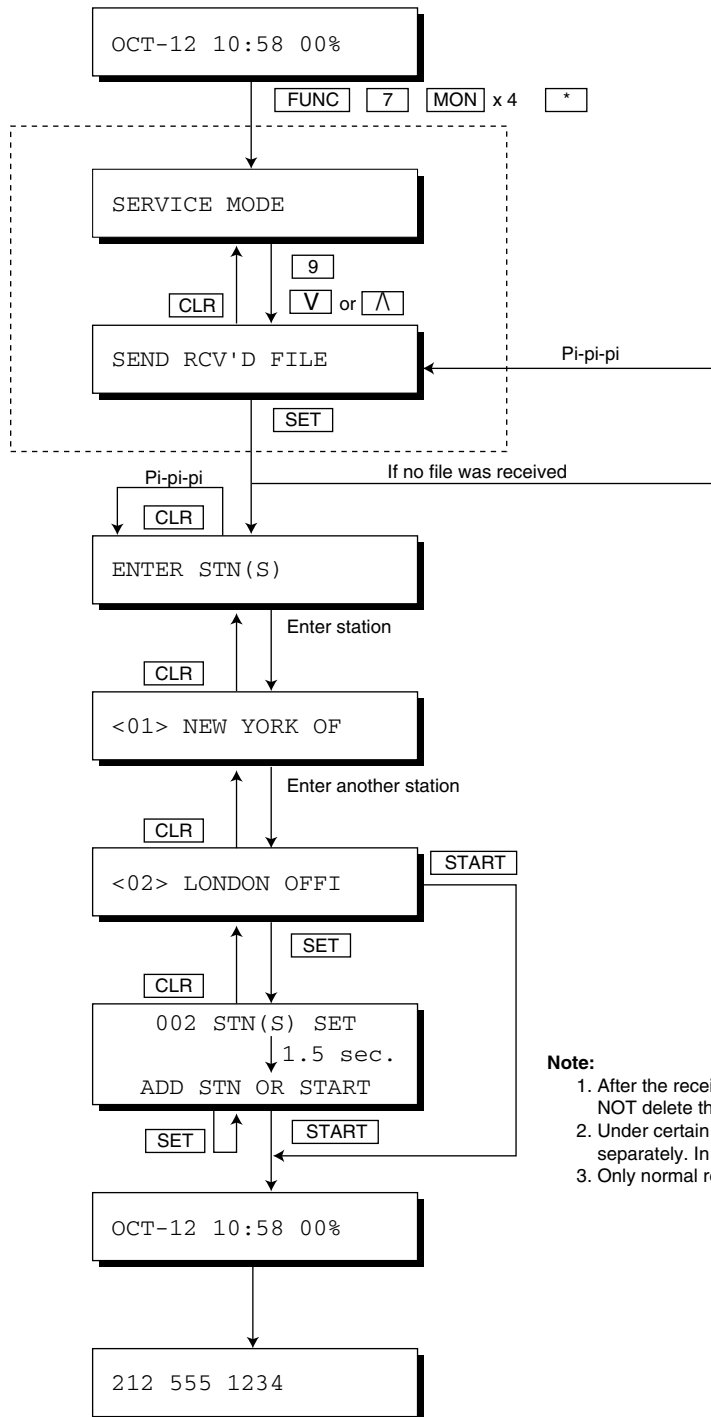 OCT-12 10:58 00%
FUNC 7 MON x 4 *
SERVICE MODE
9
CLR V or Λ
SEND RCV'D FILE
Pi-pi-pi
SET
If no file was received
Pi-pi-pi
CLR
ENTER STN(S)
Enter station
CLR
<01> NEW YORK OF
Enter another station
CLR
START
<02> LONDON OFFI
SET
CLR
002 STN(S) SET
1.5 sec.
ADD STN OR START
SET START
Note:
1. After the recei
NOT delete th
2. Under certain
separately. In
3. Only normal r
OCT-12 10:58 00%
212 555 1234